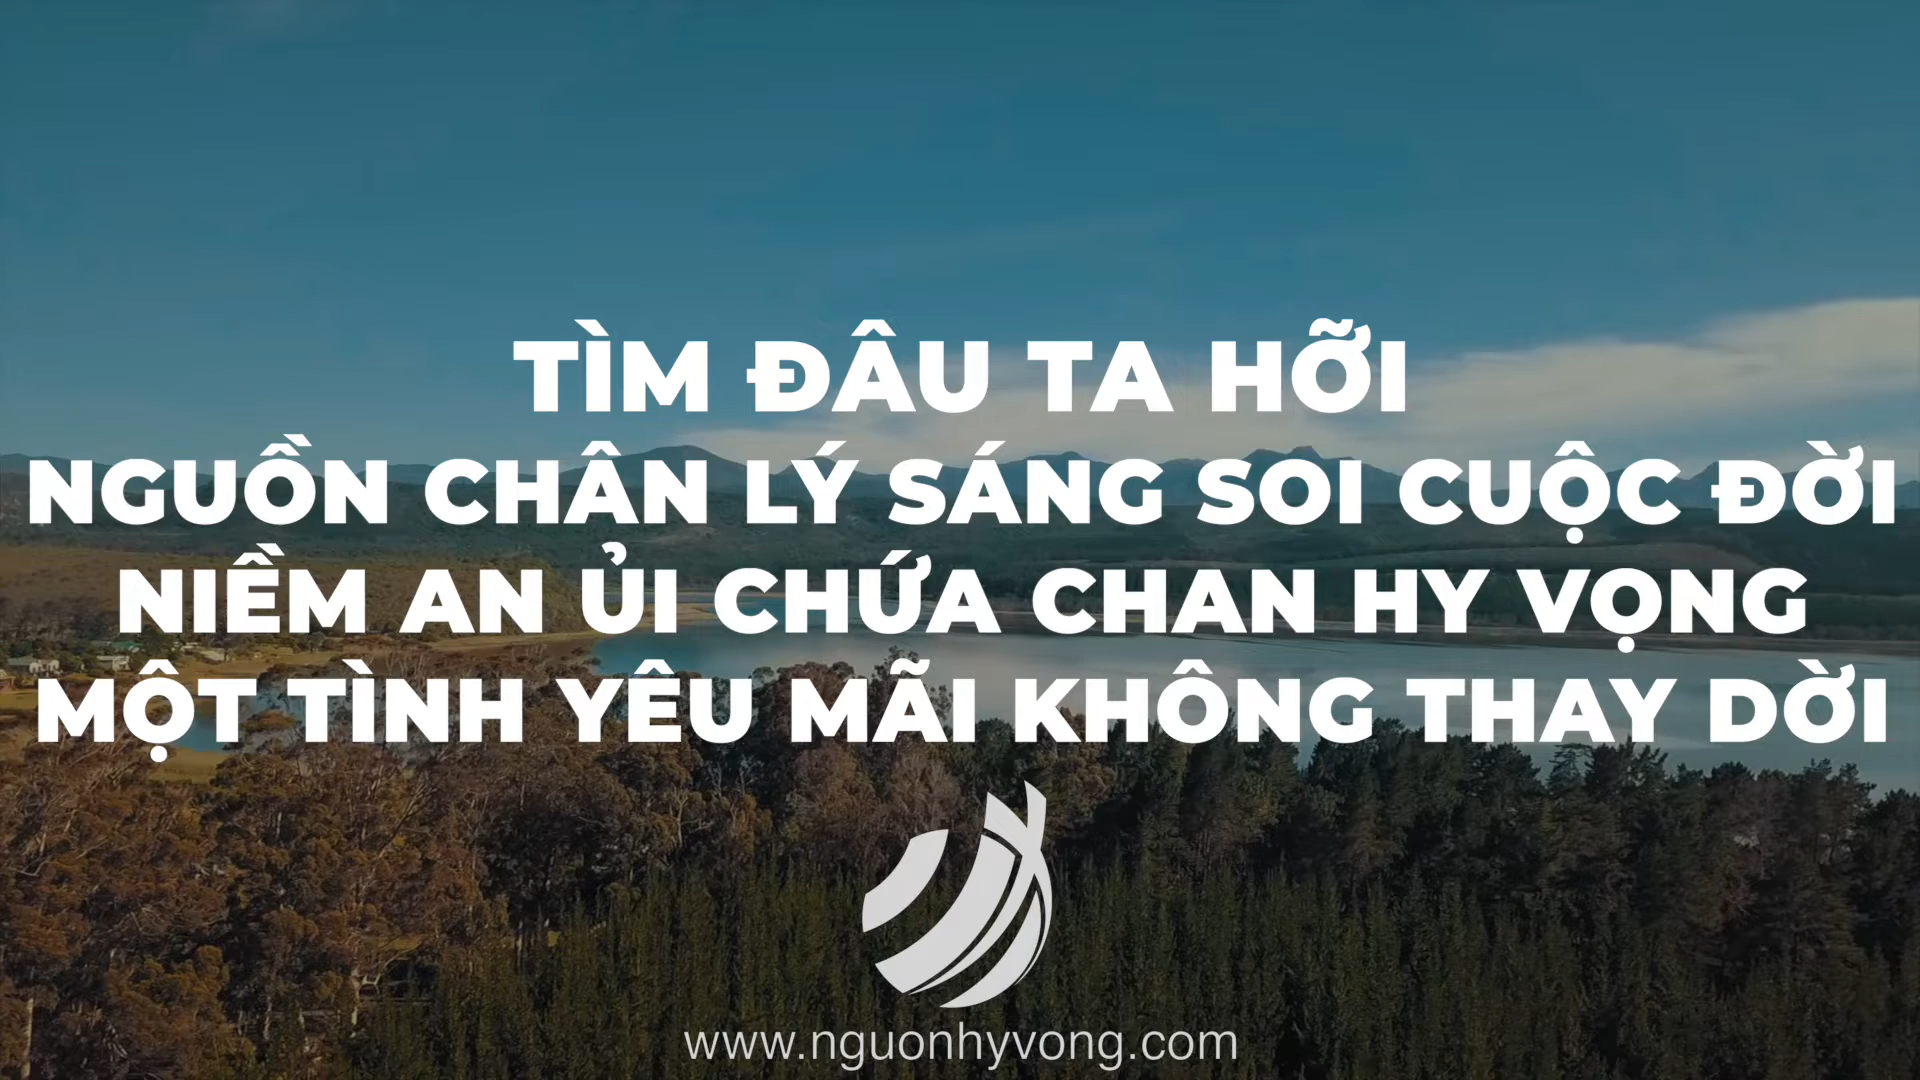 TÌM ĐÂU TA HỠI
NGUỒN CHÂN LÝ SÁNG SOI CUỘC ĐỜI
NIỀM AN ỦI CHỨA CHAN HY VỌNG
MỘT TÌNH YÊU MÃI KHÔNG THAY DỜI
www.nguonhyvong.com